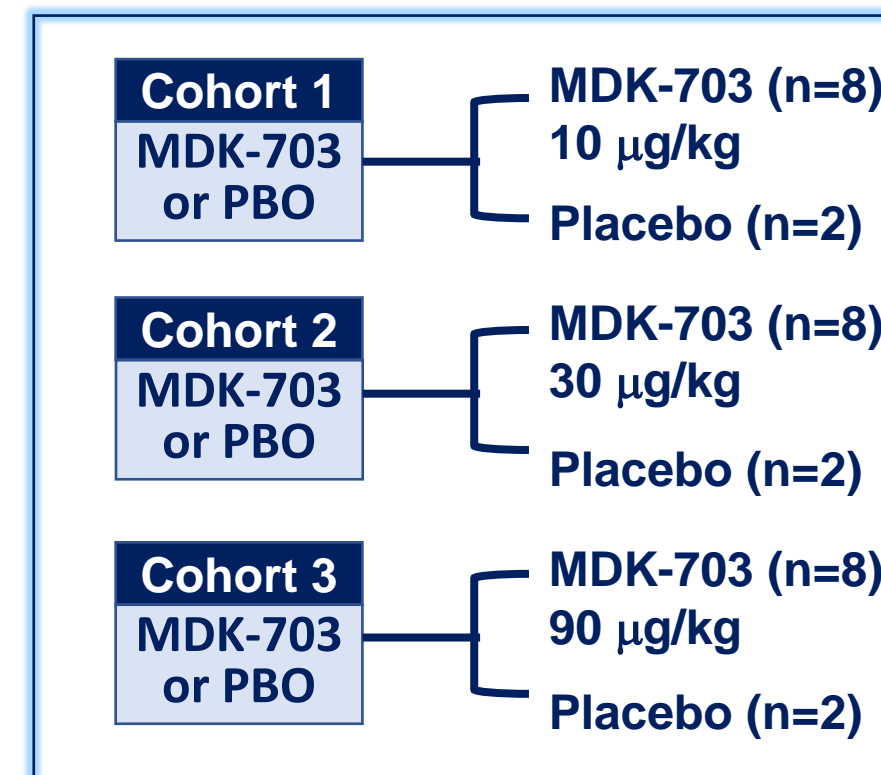 Cohort 1
MDK-703
or PBO
MDK-703 (n=8)
10 μg/kg
Placebo (n=2)
Cohort 2
MDK-703
or PBO
MDK-703 (n=8)
30 μg/kg
Placebo (n=2)
Cohort 3
MDK-703
or PBO
MDK-703 (n=8)
90 μg/kg
Placebo (n=2)